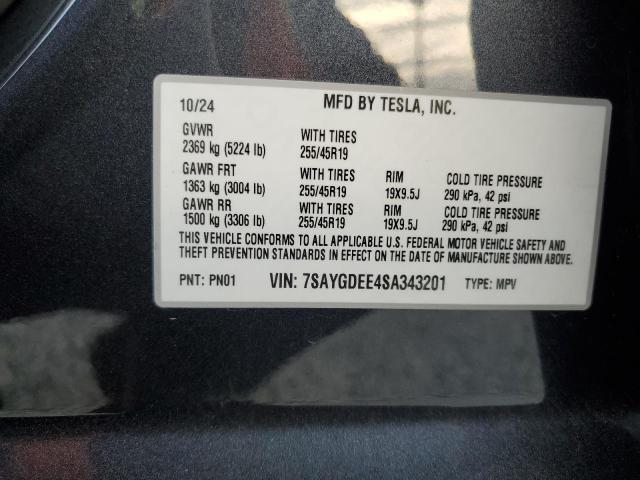 10/24 MFD BY TESLA, INC.
GVWR WITH TIRES
2369 kg (5224 lb) 255/45R19
GAWR FRT WITH TIRES RIM COLD TIRE PRESSURE
1363 kg (3004 lb) 255/45R19 19X9.5J 290 kPa, 42 psi
GAWR RR WITH TIRES RIM COLD TIRE PRESSURE
1500 kg (3306 lb) 255/45R19 19X9.5J 290 kPa, 42 psi
THIS VEHICLE CONFORMS TO ALL APPLICABLE U.S. FEDERAL MOTOR VEHICLE SAFETY AND
THEFT PREVENTION STANDARDS IN EFFECT ON THE DATE OF MANUFACTURE SHOWN ABOVE.
PNT: PN01 VIN: 7SAYGDEE4SA343201 TYPE: MPV